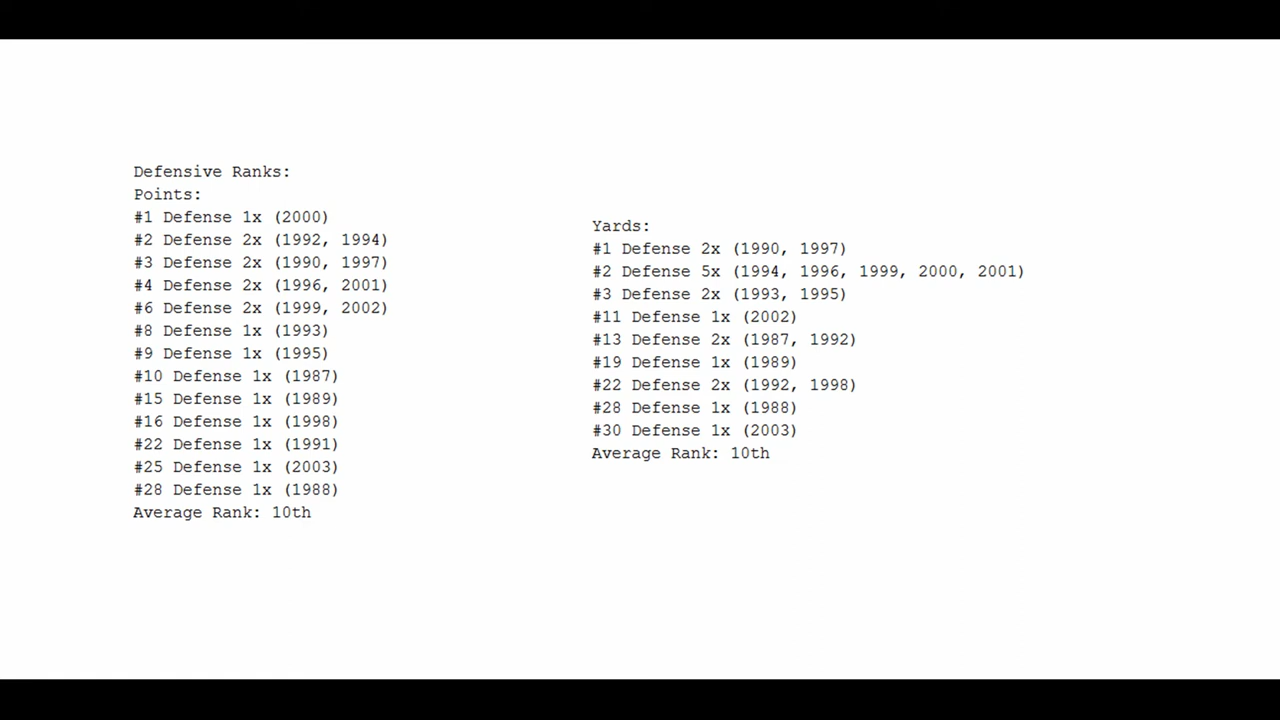 Defensive Ranks:
Points:
#1 Defense 1x (2000)
#2 Defense 2x (1992, 1994)
#3 Defense 2x (1990, 1997)
#4 Defense 2x (1996, 2001)
#6 Defense 2x (1999, 2002)
#8 Defense 1x (1993)
#9 Defense 1x (1995)
#10 Defense 1x (1987)
#15 Defense 1x (1989)
#16 Defense 1x (1998)
#22 Defense 1x (1991)
#25 Defense 1x (2003)
#28 Defense 1x (1988)
Average Rank: 10th
Yards:
#1 Defense 2x (1990, 1997)
#2 Defense 5x (1994, 1996, 1999, 2000, 2001)
#3 Defense 2x (1993, 1995)
#11 Defense 1x (2002)
#13 Defense 2x (1987, 1992)
#19 Defense 1x (1989)
#22 Defense 2x (1992, 1998)
#28 Defense 1x (1988)
#30 Defense 1x (2003)
Average Rank: 10th